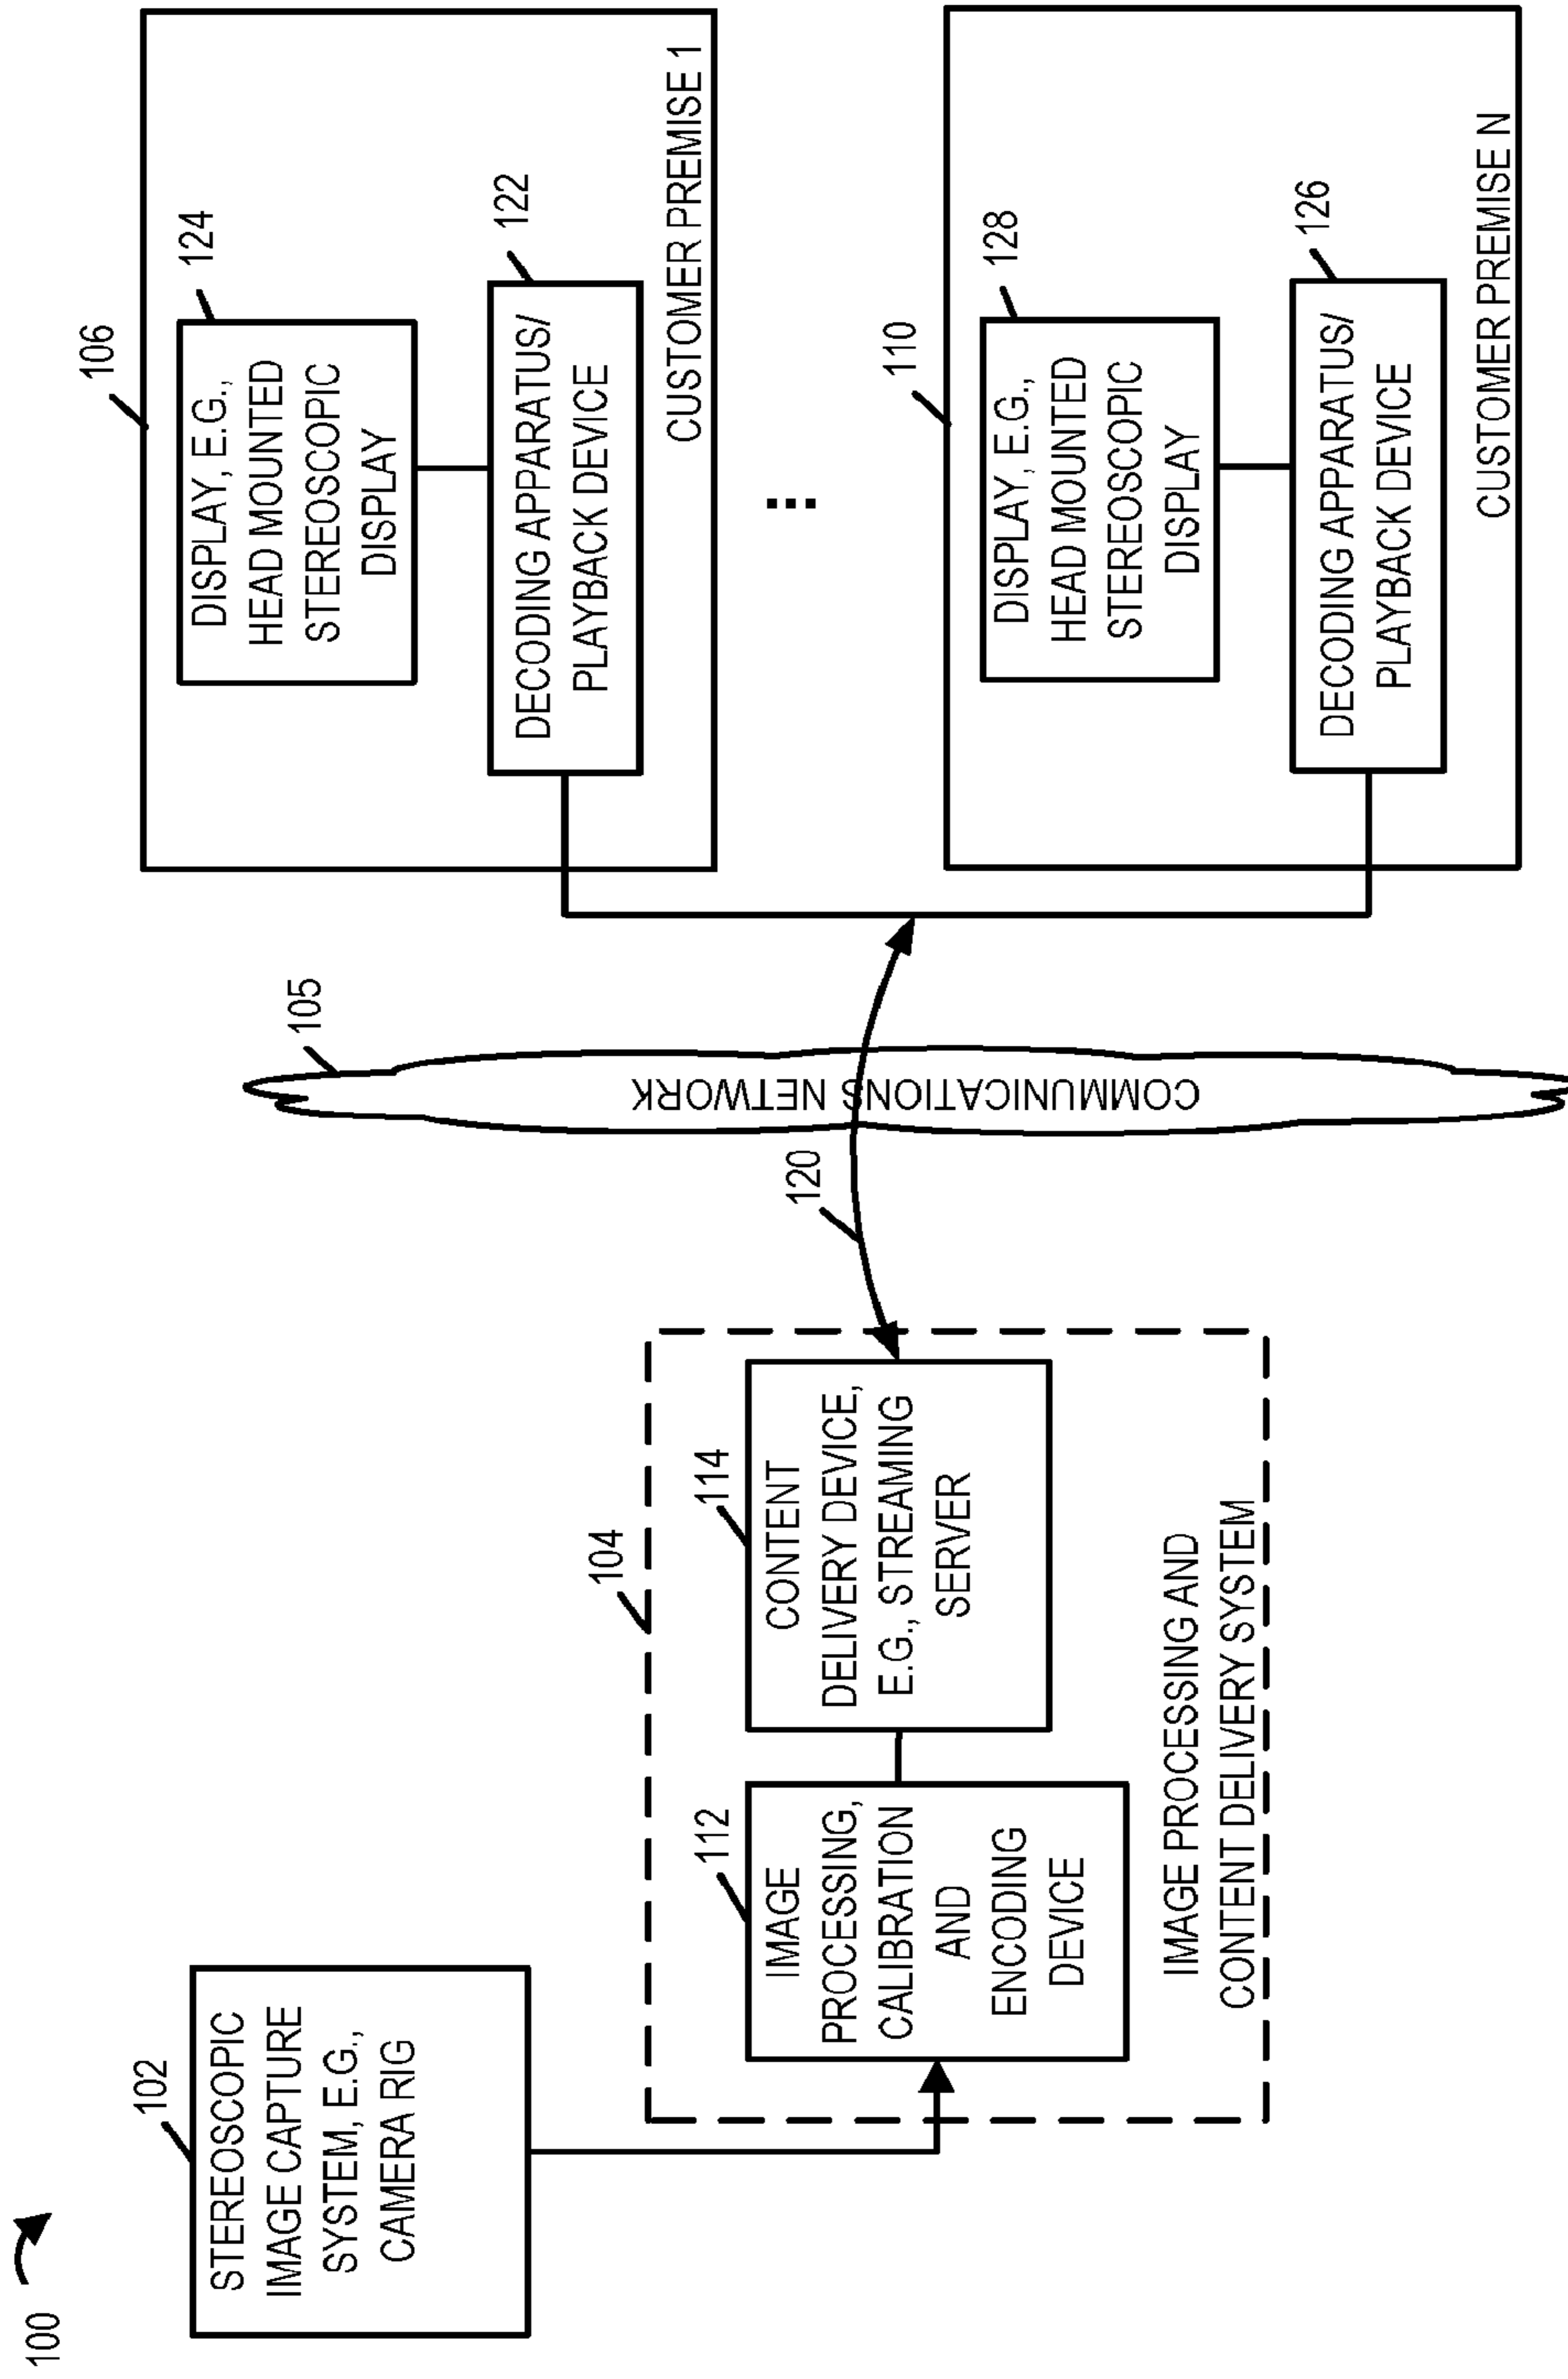 100
102
STEREOSCOPIC
IMAGE CAPTURE
SYSTEM, E.G.,
CAMERA RIG
104
112
IMAGE
PROCESSING,
CALIBRATION
AND
ENCODING
DEVICE
114
CONTENT
DELIVERY DEVICE,
E.G., STREAMING
SERVER
IMAGE PROCESSING AND
CONTENT DELIVERY SYSTEM
120
105
COMMUNICATIONS NETWORK
106
124
DISPLAY, E.G.,
HEAD MOUNTED
STEREOSCOPIC
DISPLAY
122
DECODING APPARATUS/
PLAYBACK DEVICE
CUSTOMER PREMISE 1
...
110
128
DISPLAY, E.G.,
HEAD MOUNTED
STEREOSCOPIC
DISPLAY
126
DECODING APPARATUS/
PLAYBACK DEVICE
CUSTOMER PREMISE N